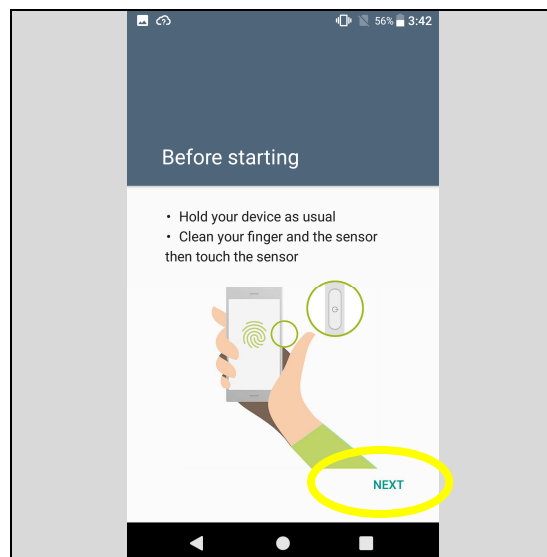 56% 3:42
Before starting
• Hold your device as usual
• Clean your finger and the sensor
then touch the sensor
NEXT